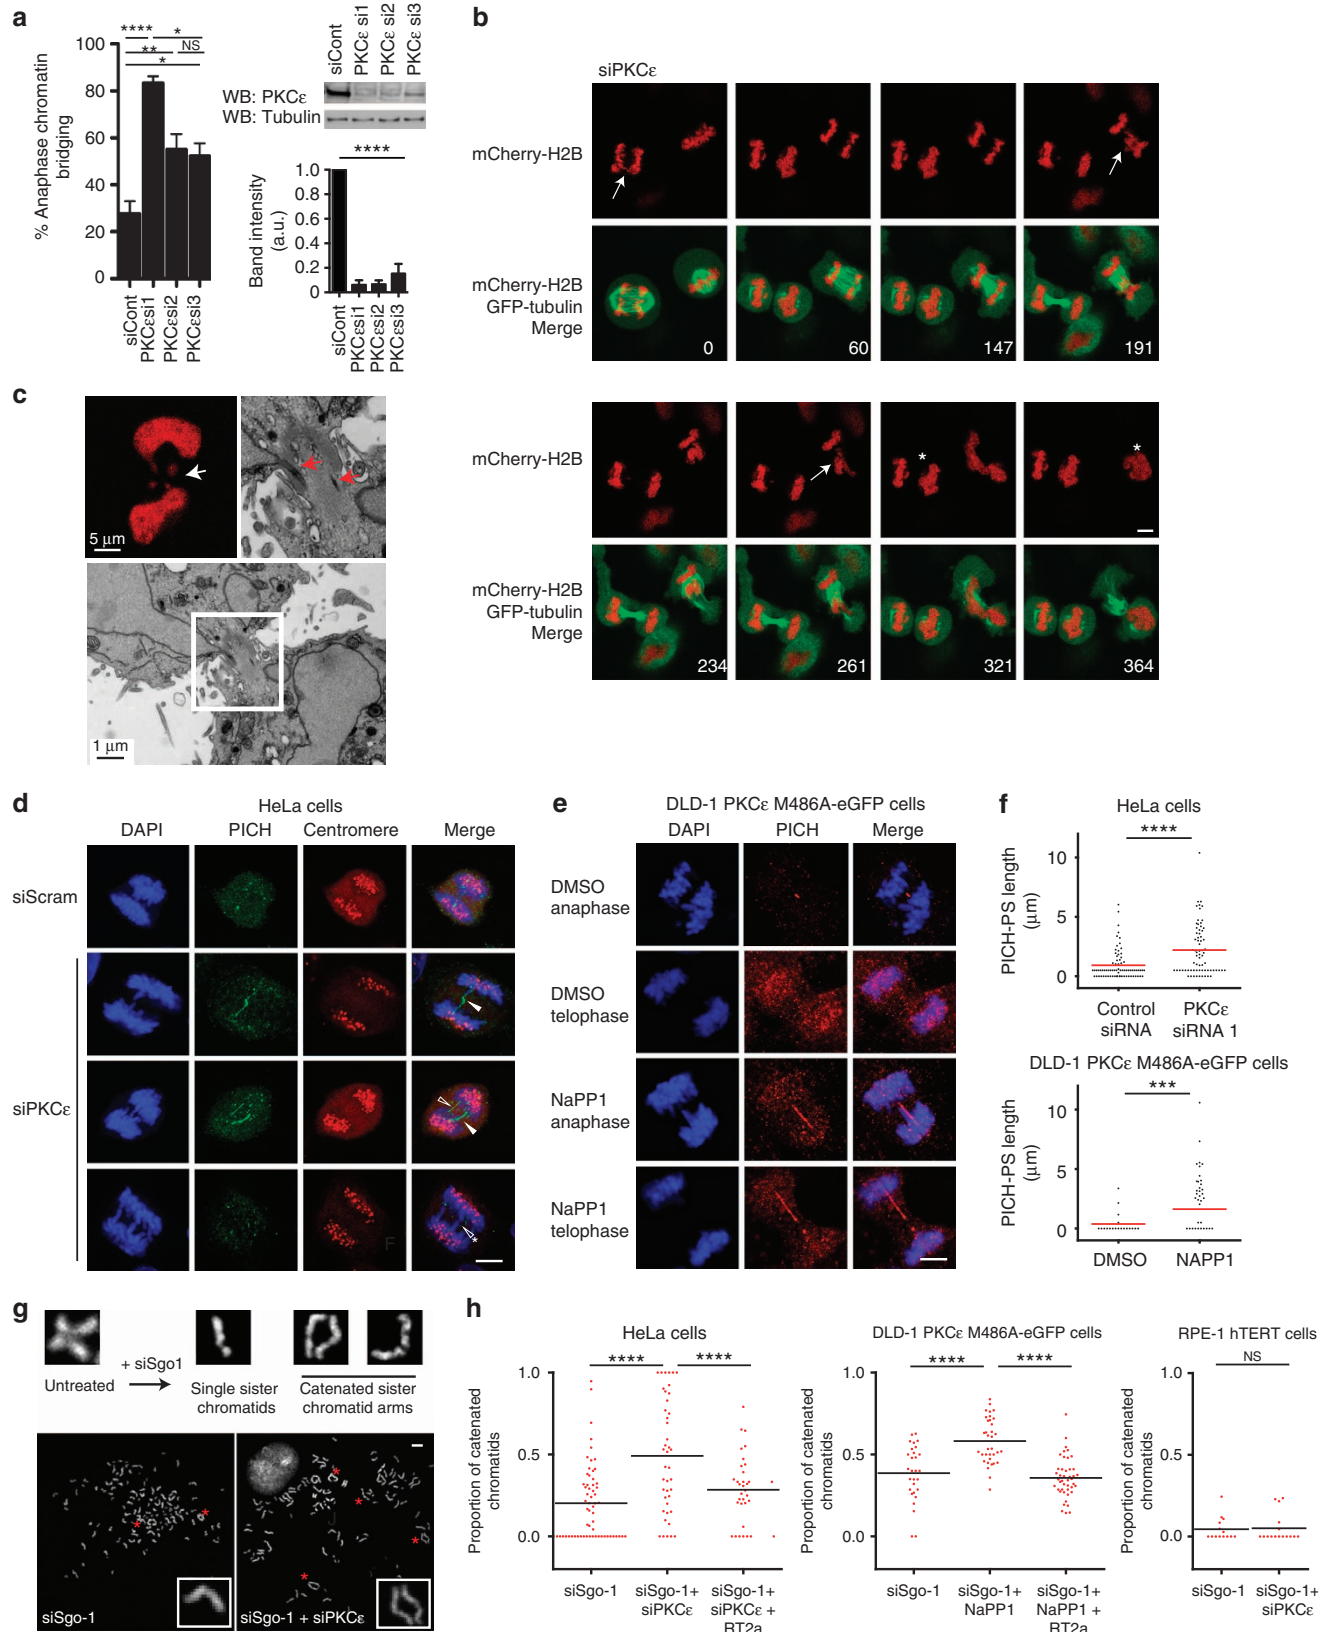 a
****
*
**
NS
*
100
80
60
40
20
0
% Anaphase chromatin
bridging
siCont
PKCεsi1
PKCεsi2
PKCεsi3
siCont
PKCε si1
PKCε si2
PKCε si3
WB: PKCε
WB: Tubulin
****
1.0
0.8
0.6
0.4
0.2
0
Band intensity
(a.u.)
siCont
PKCεsi1
PKCεsi2
PKCεsi3
b
siPKCε
mCherry-H2B
mCherry-H2B
GFP-tubulin
Merge
0
60
147
191
mCherry-H2B
*
*
mCherry-H2B
GFP-tubulin
Merge
234
261
321
364
c
5 µm
1 µm
d
HeLa cells
DAPI
PICH
Centromere
Merge
siScram
siPKCε
*
F
e
DLD-1 PKCε M486A-eGFP cells
DAPI
PICH
Merge
DMSO
anaphase
DMSO
telophase
NaPP1
anaphase
NaPP1
telophase
f
HeLa cells
****
10
5
0
PICH-PS length
(µm)
Control
siRNA
PKCε
siRNA 1
DLD-1 PKCε M486A-eGFP cells
***
10
5
0
PICH-PS length
(µm)
DMSO
NAPP1
g
+ siSgo1
Untreated
Single sister
chromatids
Catenated sister
chromatid arms
* *
* * * *
siSgo-1
siSgo-1 + siPKCε
h
HeLa cells
**** ****
1.0
0.5
0.0
Proportion of catenated
chromatids
siSgo-1
siSgo-1+
siPKCε
siSgo-1+
siPKCε +
RT2a
DLD-1 PKCε M486A-eGFP cells
**** ****
1.0
0.5
0.0
Proportion of catenated
chromatids
siSgo-1
siSgo-1+
NaPP1
siSgo-1+
NaPP1 +
RT2a
RPE-1 hTERT cells
NS
1.0
0.5
0.0
Proportion of catenated
chromatids
siSgo-1
siSgo-1+
siPKCε